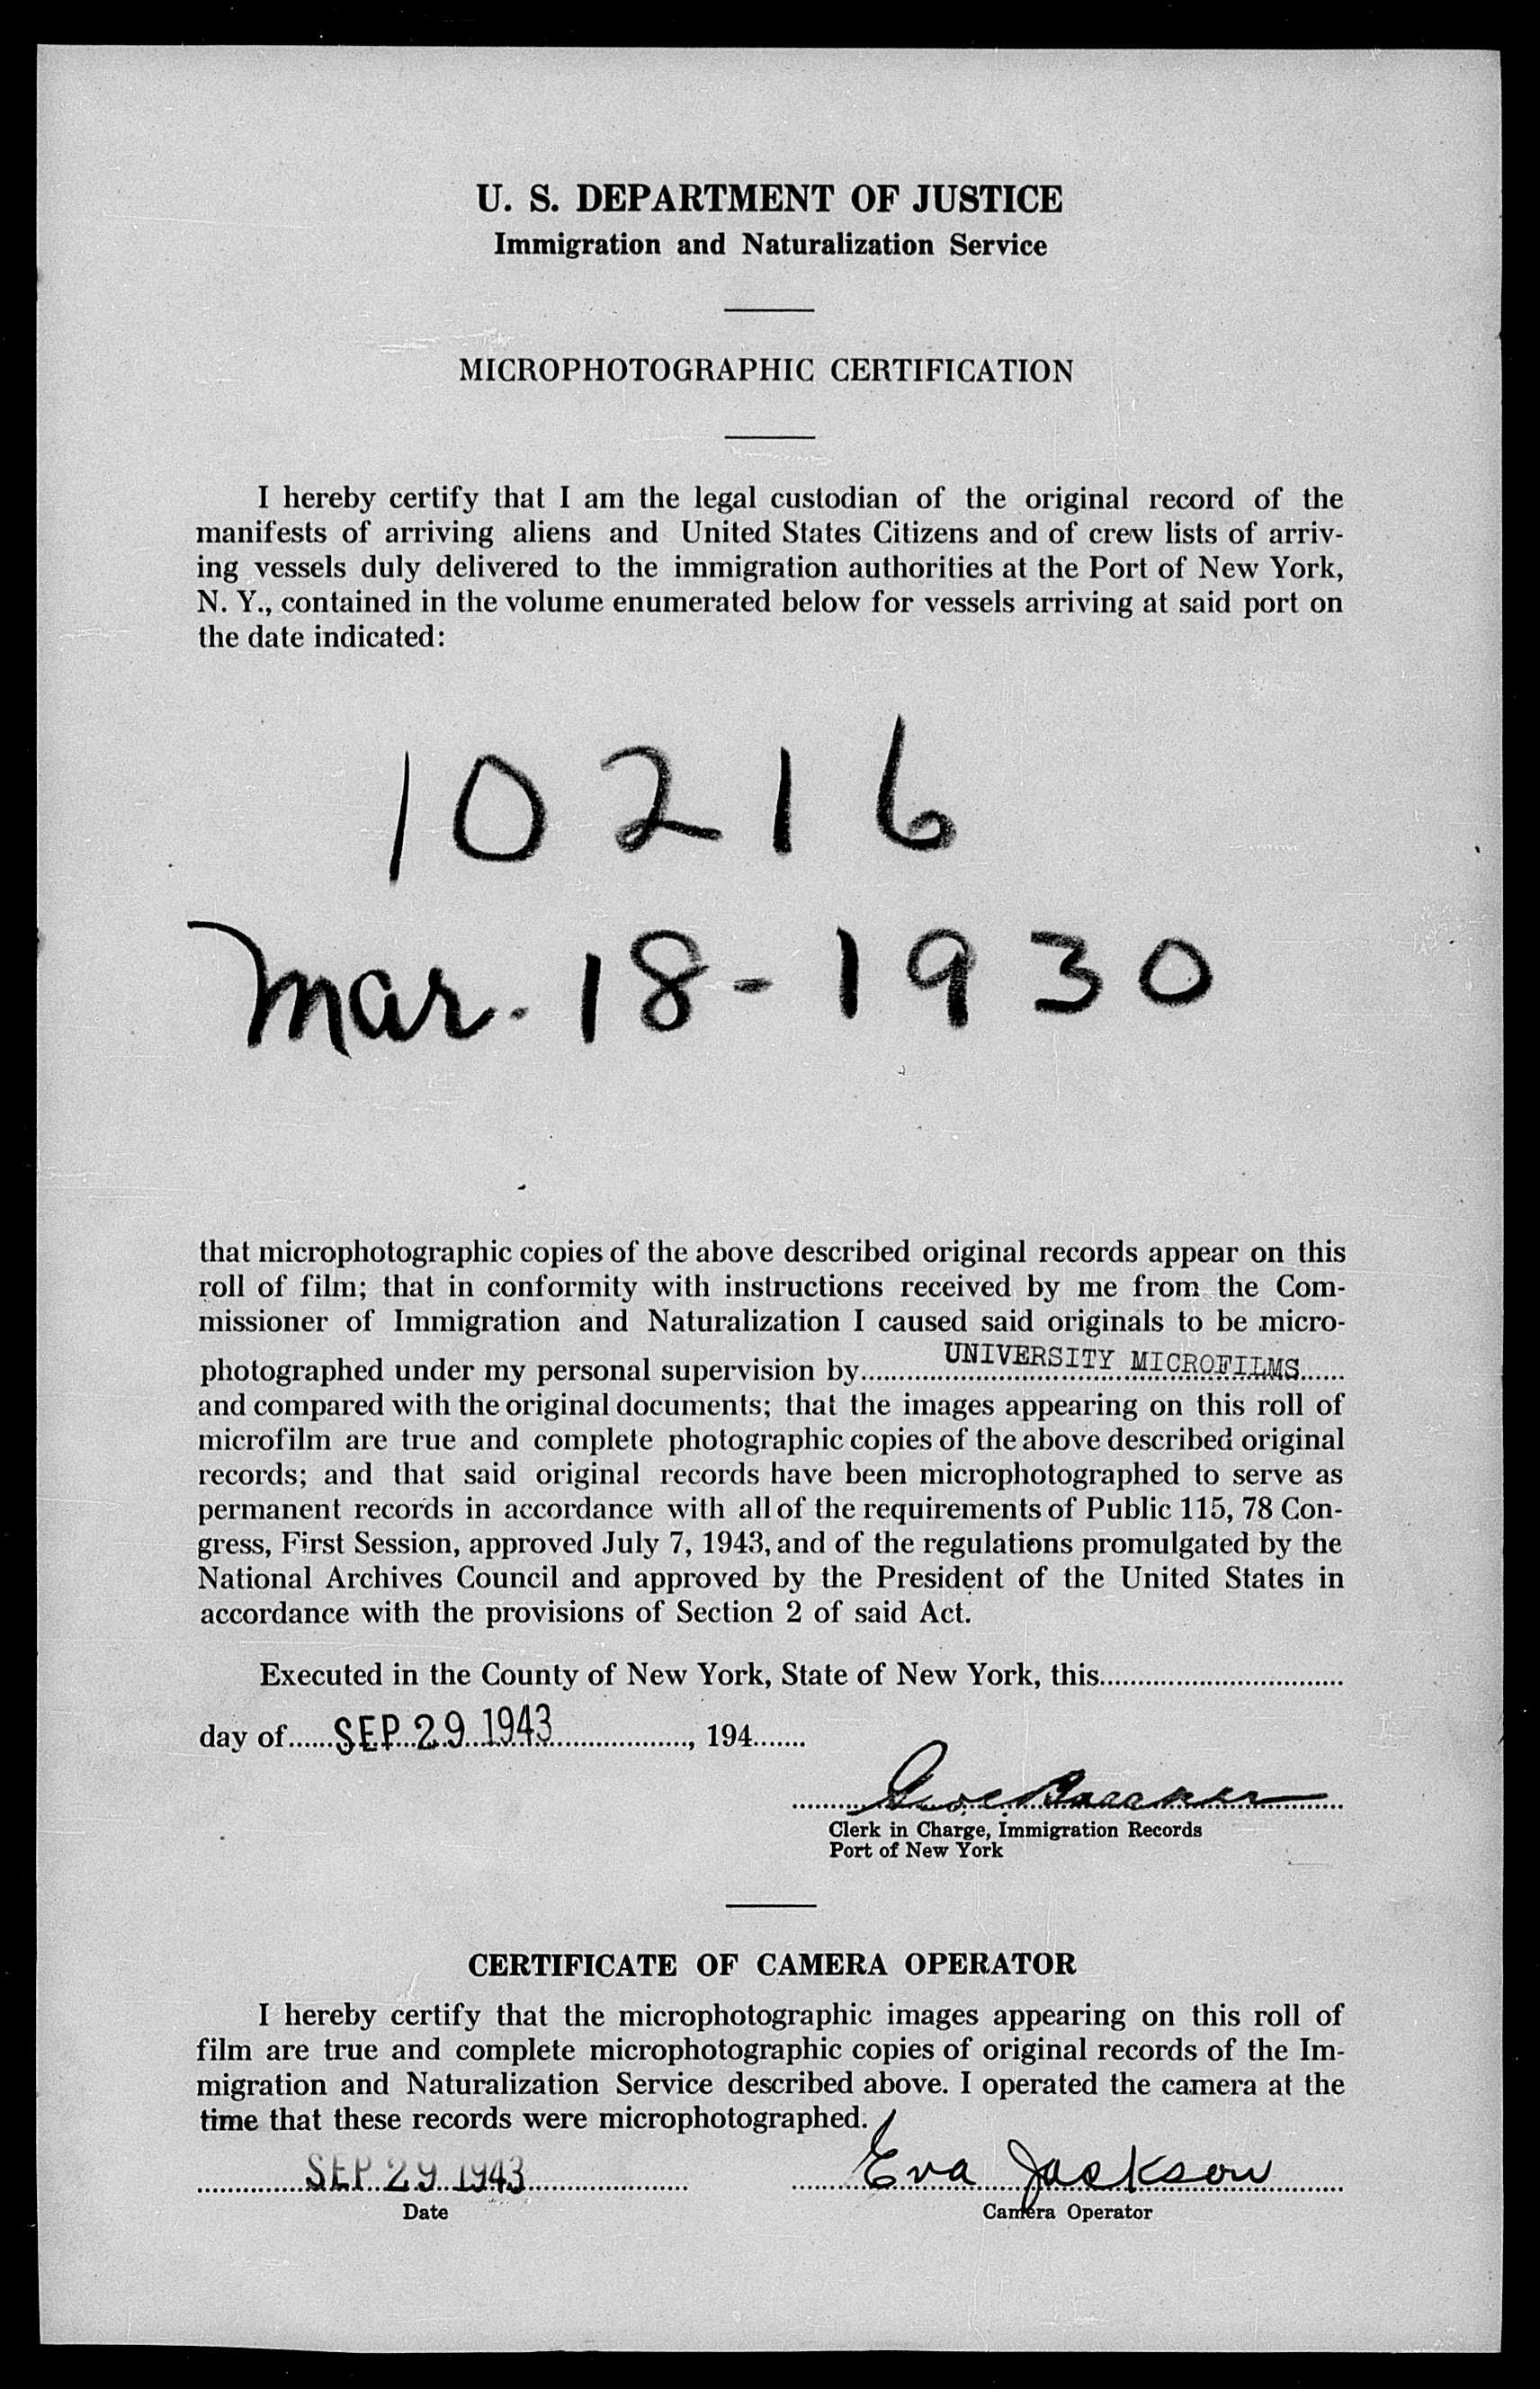 U. S. DEPARTMENT OF JUSTICE
Immigration and Naturalization Service
MICROPHOTOGRAPHIC CERTIFICATION
I hereby certify that I am the legal custodian of the original record of the
manifests of arriving aliens and United States Citizens and of crew lists of arriv-
ing vessels duly delivered to the immigration authorities at the Port of New York,
N. Y., contained in the volume enumerated below for vessels arriving at said port on
the date indicated:
10216
Mar. 18-1930
that microphotographic copies of the above described original records appear on this
roll of film; that in conformity with instructions received by me from the Com-
missioner of Immigration and Naturalization I caused said originals to be micro-
photographed under my personal supervision by UNIVERSITY MICROFILMS
and compared with the original documents; that the images appearing on this roll of
microfilm are true and complete photographic copies of the above described original
records; and that said original records have been microphotographed to serve as
permanent records in accordance with all of the requirements of Public 115, 78 Con-
gress, First Session, approved July 7, 1943, and of the regulations promulgated by the
National Archives Council and approved by the President of the United States in
accordance with the provisions of Section 2 of said Act.
Executed in the County of New York, State of New York, this
day of SEP 29 1943, 194
Clerk in Charge, Immigration Records
Port of New York
CERTIFICATE OF CAMERA OPERATOR
I hereby certify that the microphotographic images appearing on this roll of
film are true and complete microphotographic copies of original records of the Im-
migration and Naturalization Service described above. I operated the camera at the
time that these records were microphotographed.
SEP 29 1943 Eva Jackson
Date Camera Operator